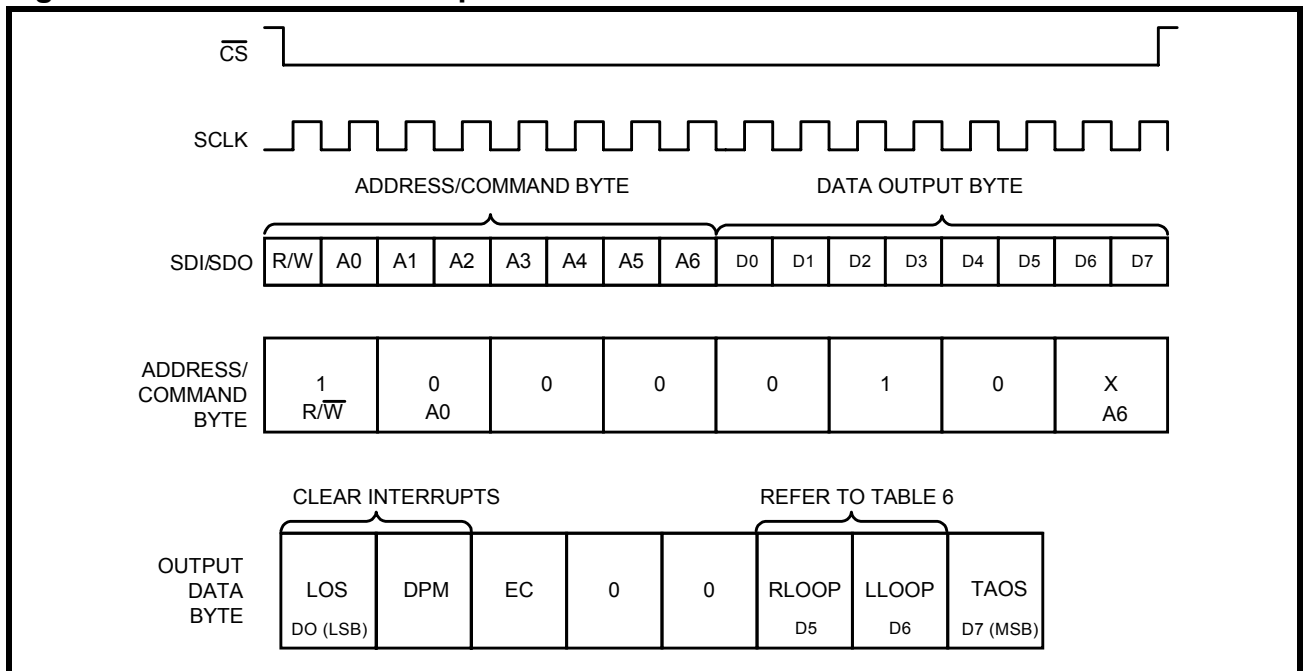 CS
SCLK
ADDRESS/COMMAND BYTE DATA OUTPUT BYTE
SDI/SDO R/W A0 A1 A2 A3 A4 A5 A6 D0 D1 D2 D3 D4 D5 D6 D7
ADDRESS/
COMMAND
BYTE
1 0 0 0 0 1 0 X
R/W A0 A6
CLEAR INTERRUPTS REFER TO TABLE 6
OUTPUT
DATA
BYTE
LOS DPM EC 0 0 RLOOP LLOOP TAOS
DO (LSB) D5 D6 D7 (MSB)